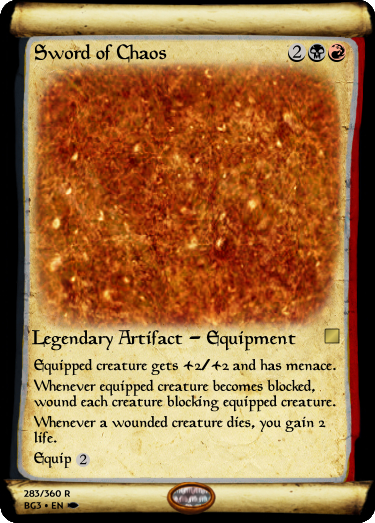 Sword of Chaos 2
Legendary Artifact – Equipment
Equipped creature gets +2/+2 and has menace.
Whenever equipped creature becomes blocked,
wound each creature blocking equipped creature.
Whenever a wounded creature dies, you gain 2
life.
Equip 2
283/360 R
BG3 • EN